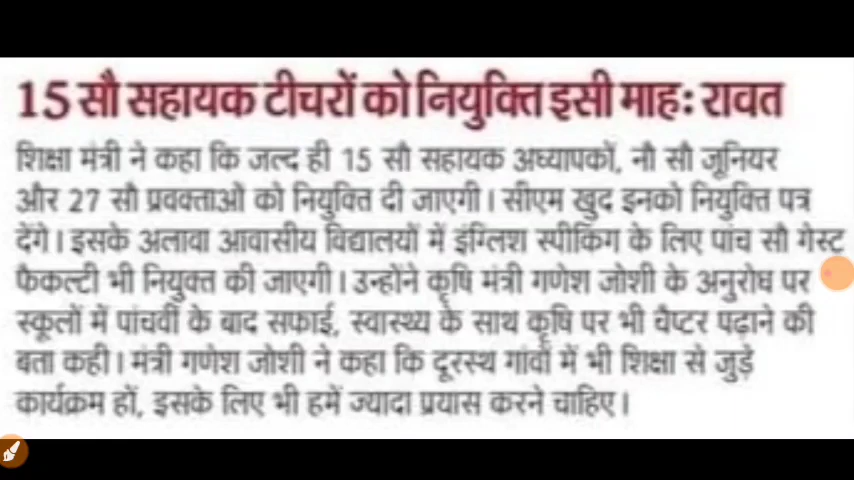 15 सौ सहायक टीचरों को नियुक्ति इसी माहः रावत
शिक्षा मंत्री ने कहा कि जल्द ही 15 सौ सहायक अध्यापकों, नौ सौ जूनियर
और 27 सौ प्रवक्ताओ को नियुक्ति दी जाएगी। सीएम खुद इनको नियुक्ति पत्र
देंगे। इसके अलावा आवासीय विद्यालयों में इंग्लिश स्पीकिंग के लिए पांच सौ गेस्ट
फैकल्टी भी नियुक्त की जाएगी। उन्होंने कृषि मंत्री गणेश जोशी के अनुरोध पर
स्कूलों में पांचवीं के बाद सफाई, स्वास्थ्य के साथ कृषि पर भी चैप्टर पढ़ाने की
बता कही। मंत्री गणेश जोशी ने कहा कि दूरस्थ गांवों में भी शिक्षा से जुड़े
कार्यक्रम हों, इसके लिए भी हमें ज्यादा प्रयास करने चाहिए।